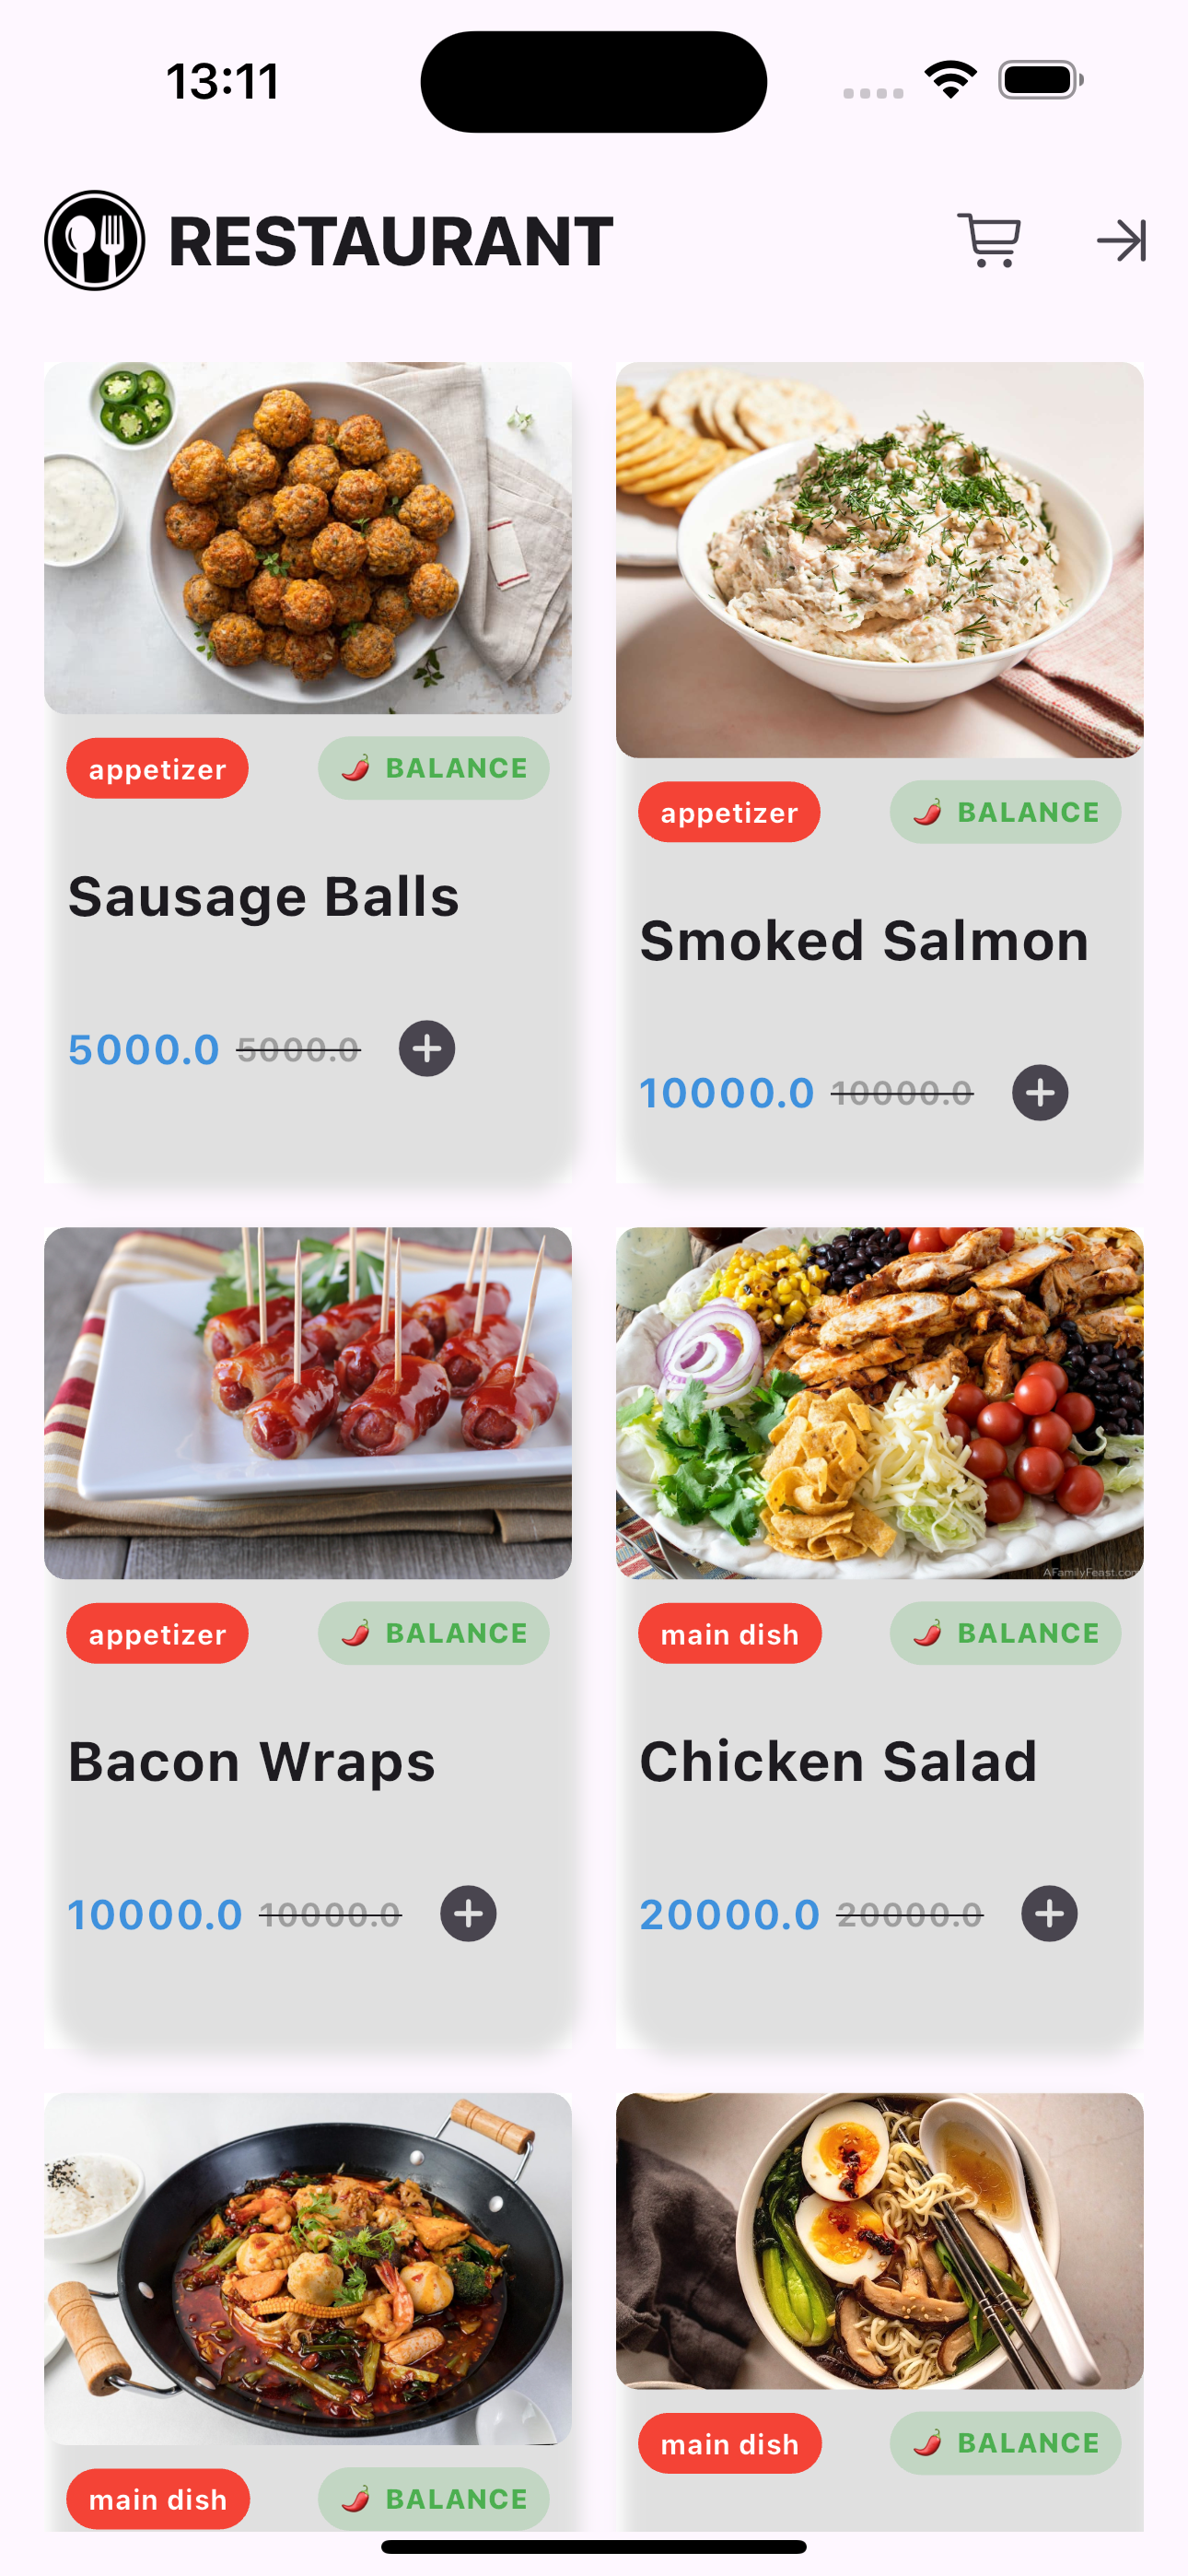 13:11
RESTAURANT
appetizer
BALANCE
Sausage Balls
5000.0 5000.0
appetizer
BALANCE
Smoked Salmon
10000.0 10000.0
appetizer
BALANCE
Bacon Wraps
10000.0 10000.0
AFamilyFeast.com
main dish
BALANCE
Chicken Salad
20000.0 20000.0
main dish
BALANCE
main dish
BALANCE